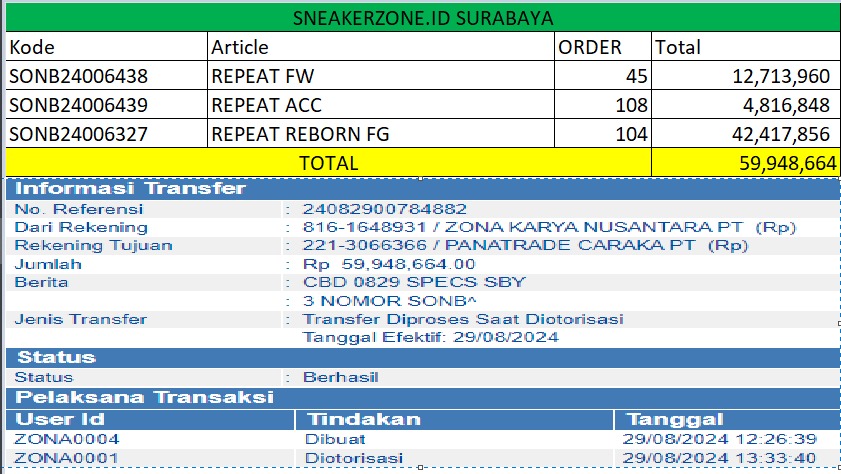 SNEAKERZONE.ID SURABAYA
Kode Article ORDER Total
SONB24006438 REPEAT FW 45 12,713,960
SONB24006439 REPEAT ACC 108 4,816,848
SONB24006327 REPEAT REBORN FG 104 42,417,856
TOTAL 59,948,664
Informasi Transfer
No. Referensi : 24082900784882
Dari Rekening : 816-1648931 / ZONA KARYA NUSANTARA PT (Rp)
Rekening Tujuan : 221-3066366 / PANATRADE CARAKA PT (Rp)
Jumlah : Rp 59,948,664.00
Berita : CBD 0829 SPECS SBY
: 3 NOMOR SONB^
Jenis Transfer : Transfer Diproses Saat Diotorisasi
Tanggal Efektif: 29/08/2024
Status
Status : Berhasil
Pelaksana Transaksi
User Id Tindakan Tanggal
ZONA0004 Dibuat 29/08/2024 12:26:39
ZONA0001 Diotorisasi 29/08/2024 13:33:40